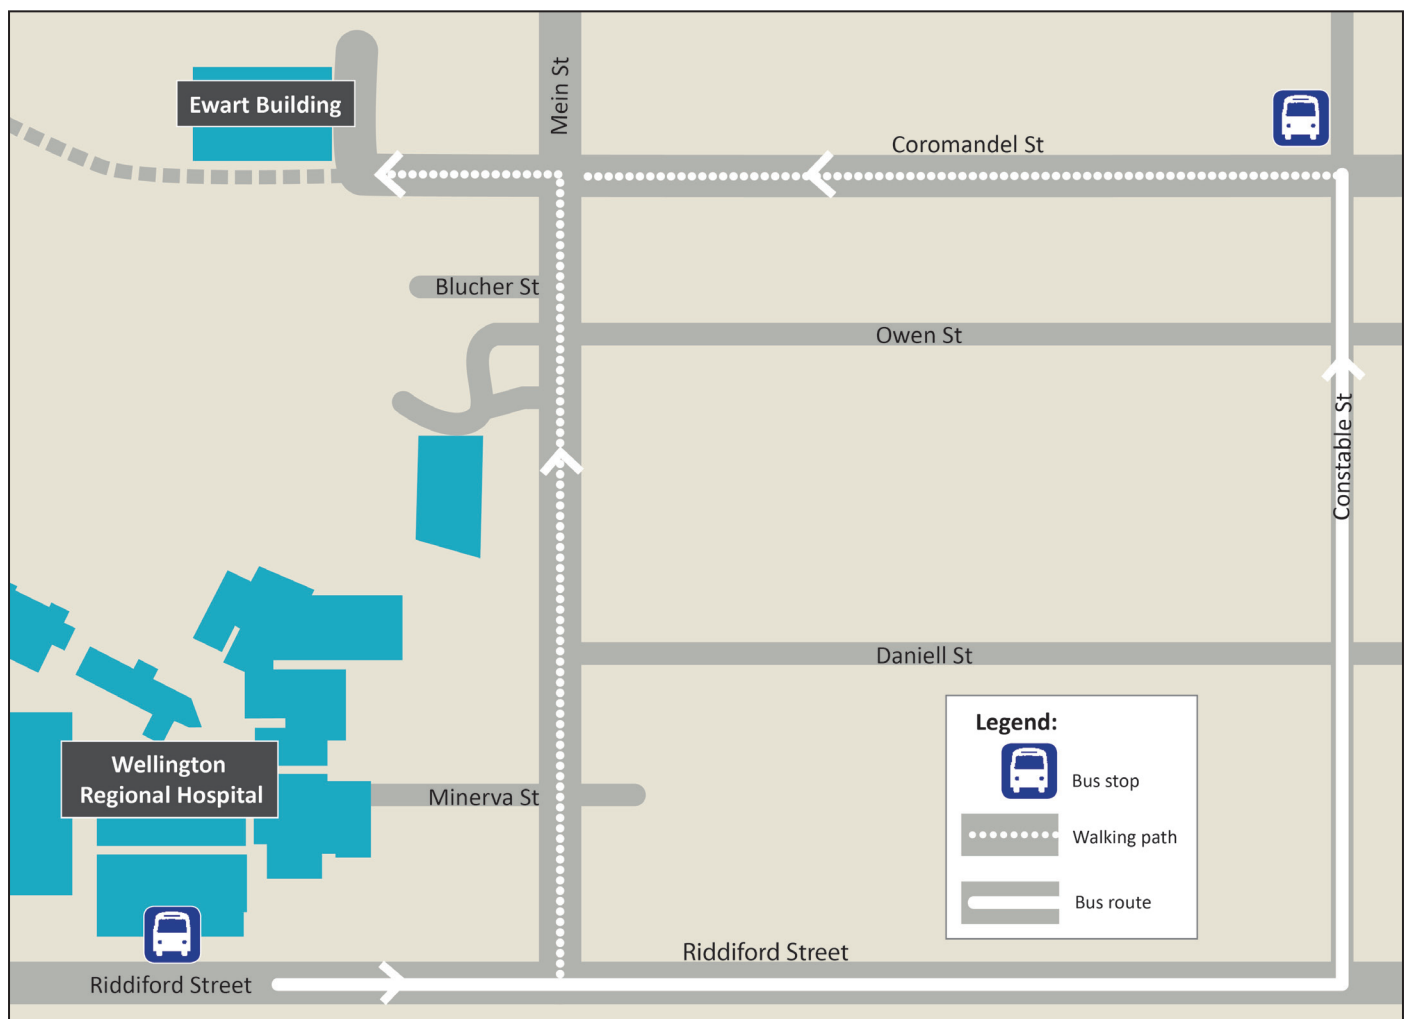 Ewart Building
Mein St
Coromandel St
Blucher St
Owen St
Constable St
Daniell St
Wellington
Regional Hospital
Minerva St
Legend:
Bus stop
Walking path
Bus route
Riddiford Street
Riddiford Street